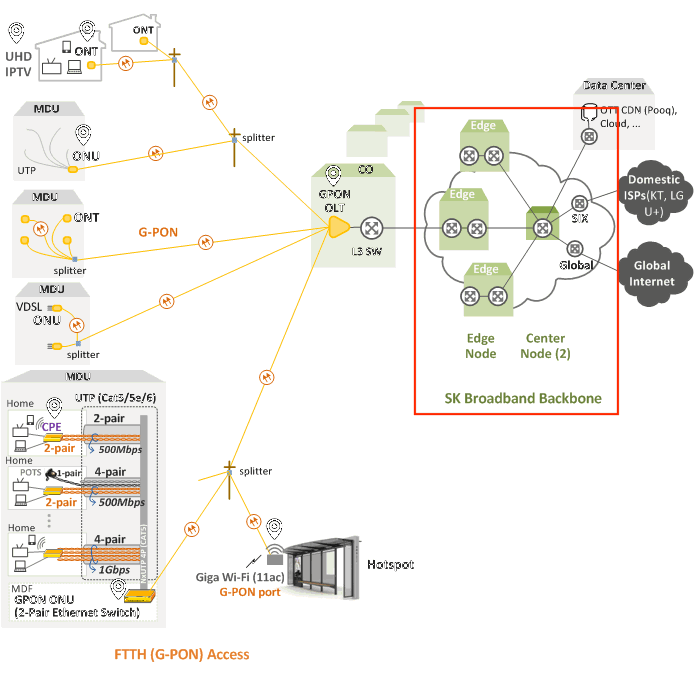 UHD
IPTV
ONT
ONT
MDU
ONU
UTP
splitter
MDU
ONT
splitter
G-PON
MDU
VDSL
ONU
splitter
CO
GPON
OLT
L3 SW
Edge
Edge
Edge
Edge
Node
Center
Node (2)
SK Broadband Backbone
Data Center
OTT CDN (Pooq),
Cloud, ...
SIX
Domestic
ISPs(KT, LG
U+)
Global
Global
Internet
MDU
UTP (Cat5/5e/6)
Home
CPE
2-pair
2-pair
500Mbps
Home
POTS
1-pair
2-pair
4-pair
500Mbps
Home
4-pair
1Gbps
NxUTP 4P (CAT5)
MDF
GPON ONU
(2-Pair Ethernet Switch)
splitter
Giga Wi-Fi (11ac)
G-PON port
Hotspot
FTTH (G-PON) Access